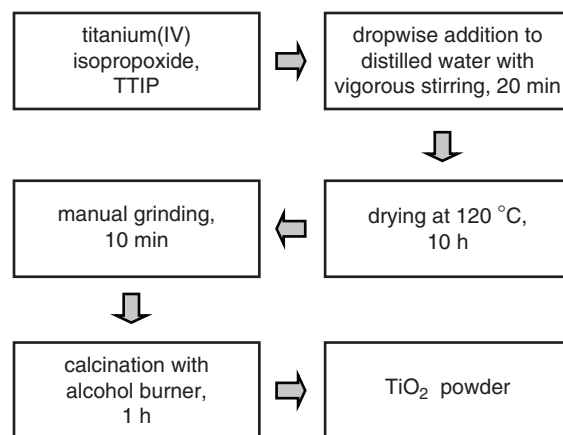 titanium(IV)
isopropoxide,
TTIP
dropwise addition to
distilled water with
vigorous stirring, 20 min
drying at 120 °C,
10 h
manual grinding,
10 min
calcination with
alcohol burner,
1 h
TiO₂ powder